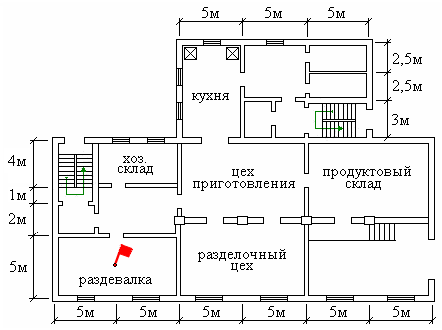 5м 5м 5м
2,5м
кухня
2,5м
3м
4м
хоз.
склад
цех
приготовления
продуктовый
склад
1м
2м
разделочный
цех
5м
раздевалка
5м 5м 5м 5м 5м 5м